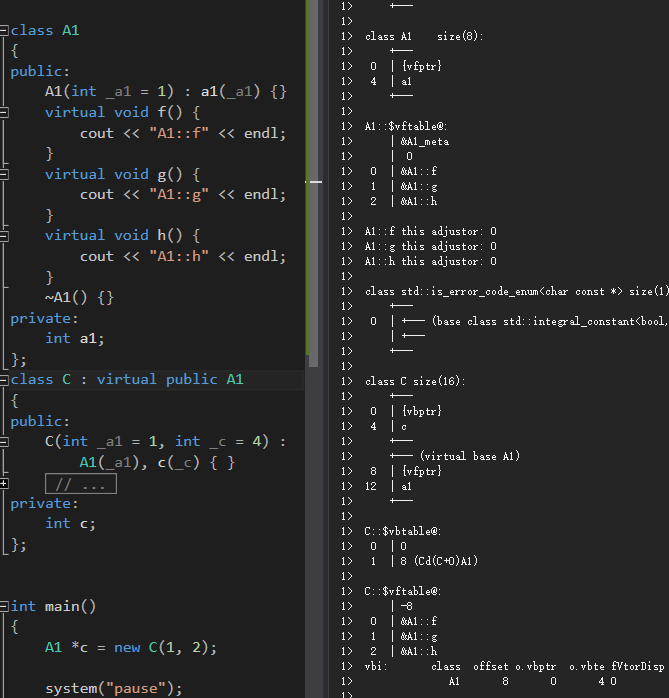 class A1
{
public:
    A1(int _a1 = 1) : a1(_a1) {}
    virtual void f() {
        cout << "A1::f" << endl;
    }
    virtual void g() {
        cout << "A1::g" << endl;
    }
    virtual void h() {
        cout << "A1::h" << endl;
    }
    ~A1() {}
private:
    int a1;
};
class C : virtual public A1
{
public:
    C(int _a1 = 1, int _c = 4) :
        A1(_a1), c(_c) { }
    // ...
private:
    int c;
};
int main()
{
    A1 *c = new C(1, 2);
    system("pause");
1>      +---
1>
1>  class A1    size(8):
1>      +---
1>   0  | {vfptr}
1>   4  | a1
1>      +---
1>
1>  A1::$vftable@:
1>      | &A1_meta
1>      |  0
1>   0  | &A1::f
1>   1  | &A1::g
1>   2  | &A1::h
1>
1>  A1::f this adjustor: 0
1>  A1::g this adjustor: 0
1>  A1::h this adjustor: 0
1>
1>  class std::is_error_code_enum<char const *> size(1)
1>      +---
1>   0  | +--- (base class std::integral_constant<bool,
1>      | +---
1>      +---
1>
1>  class C size(16):
1>      +---
1>   0  | {vbptr}
1>   4  | c
1>      +---
1>      +--- (virtual base A1)
1>   8  | {vfptr}
1>  12  | a1
1>      +---
1>
1>  C::$vbtable@:
1>   0  | 0
1>   1  | 8 (Cd(C+0)A1)
1>
1>  C::$vftable@:
1>      | -8
1>   0  | &A1::f
1>   1  | &A1::g
1>   2  | &A1::h
1>  vbi:     class  offset o.vbptr  o.vbte fVtorDisp
1>              A1       8       0       4 0
1>